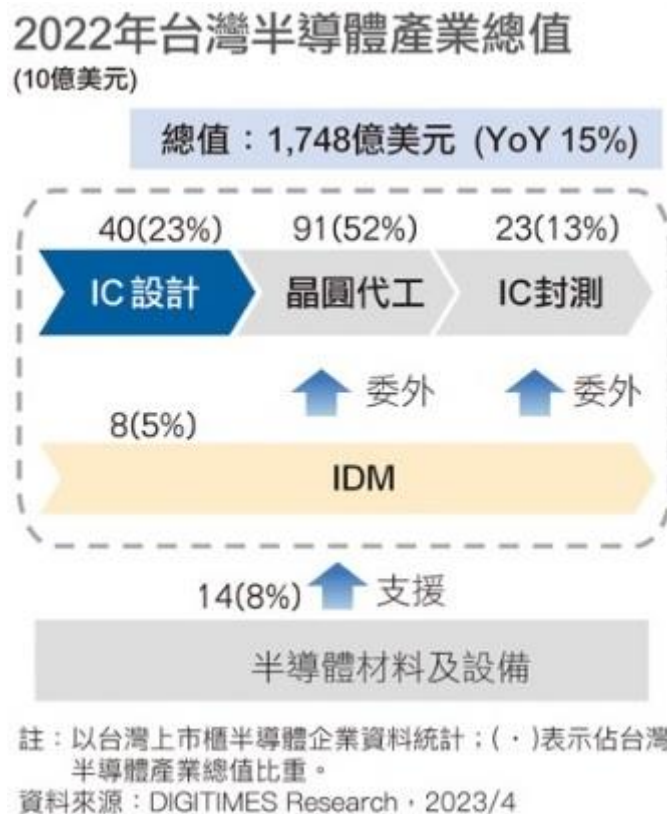 2022年台灣半導體產業總值
(10億美元)
總值：1,748億美元 (YoY 15%)
40(23%) 91(52%) 23(13%)
IC設計 晶圓代工 IC封測
委外 委外
8(5%)
IDM
14(8%) 支援
半導體材料及設備
註：以台灣上市櫃半導體企業資料統計；(‧)表示佔台灣
半導體產業總值比重。
資料來源：DIGITIMES Research，2023/4